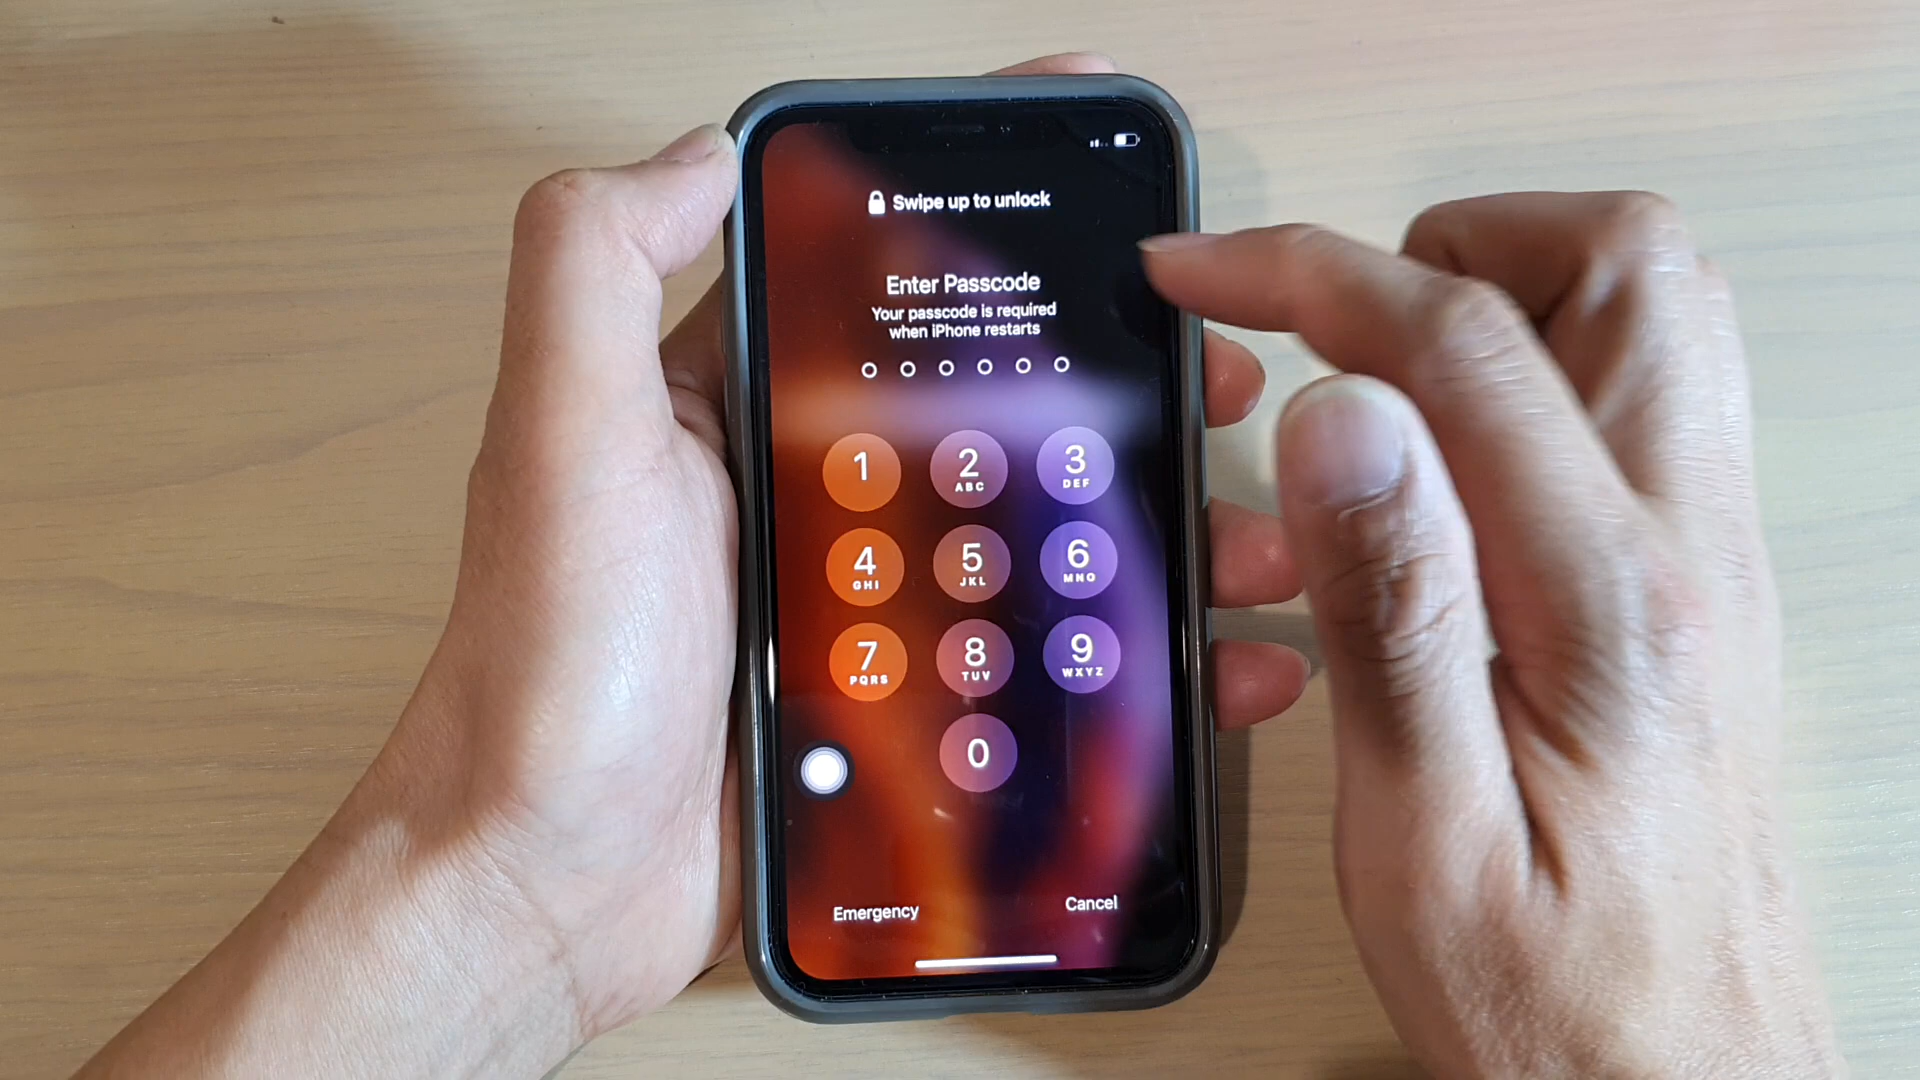 Swipe up to unlock
Enter Passcode
Your passcode is required
when iPhone restarts
1 2 3
ABC DEF
4 5 6
GHI JKL MNO
7 8 9
PQRS TUV WXYZ
0
Emergency Cancel